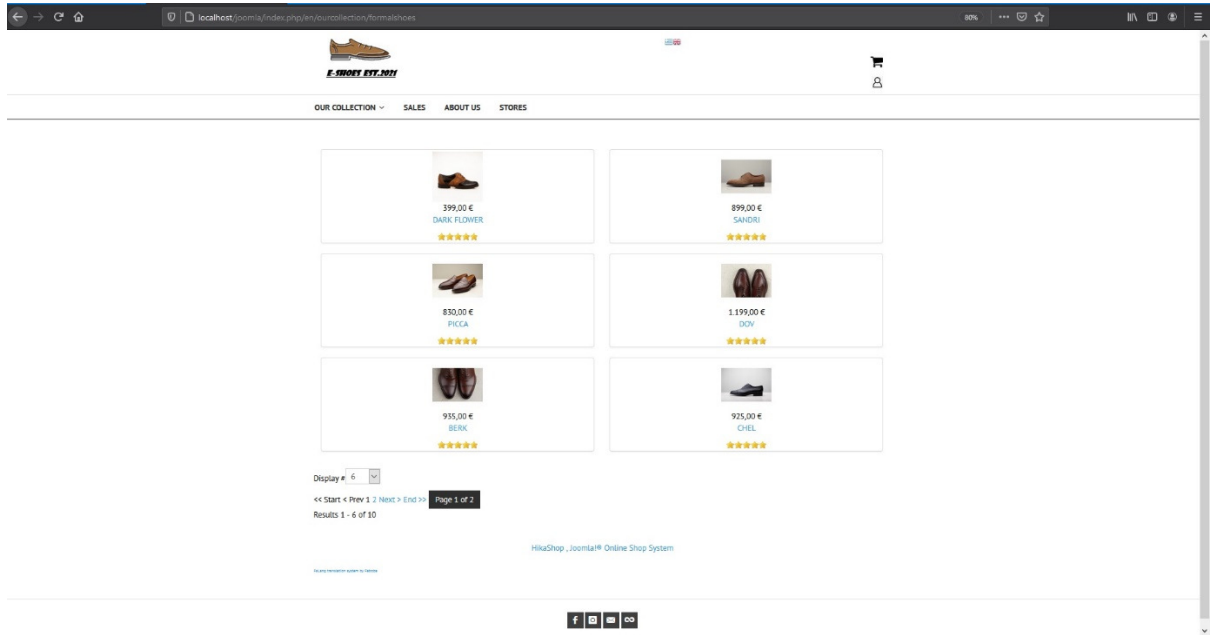 localhost/joomla/index.php/en/ourcollection/formalshoes
80%
E-SHOES EST.2021
OUR COLLECTION SALES ABOUT US STORES
399,00 €
DARK FLOWER
899,00 €
SANDRI
830,00 €
PICCA
1.199,00 €
DOV
935,00 €
BERK
925,00 €
CHEL
Display # 6
<< Start < Prev 1 2 Next > End >> Page 1 of 2
Results 1 - 6 of 10
HikaShop , Joomla!® Online Shop System